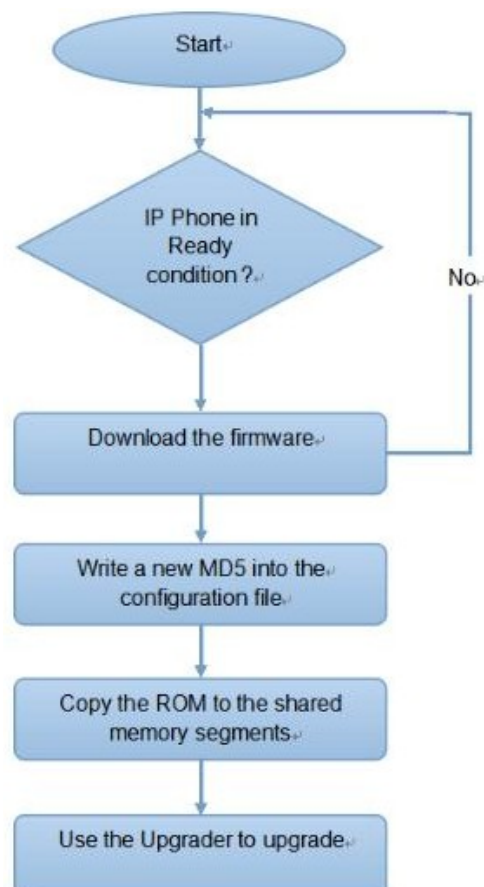 Start
IP Phone in
Ready
condition?
No
Download the firmware
Write a new MD5 into the
configuration file
Copy the ROM to the shared
memory segments
Use the Upgrader to upgrade